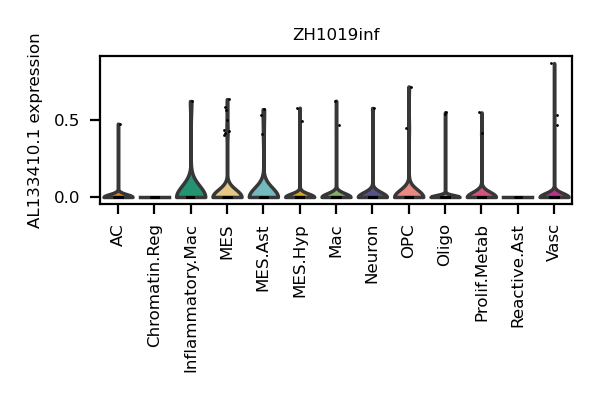 ZH1019inf
AL133410.1 expression
0.5
0.0
AC
Chromatin.Reg
Inflammatory.Mac
MES
MES.Ast
MES.Hyp
Mac
Neuron
OPC
Oligo
Prolif.Metab
Reactive.Ast
Vasc